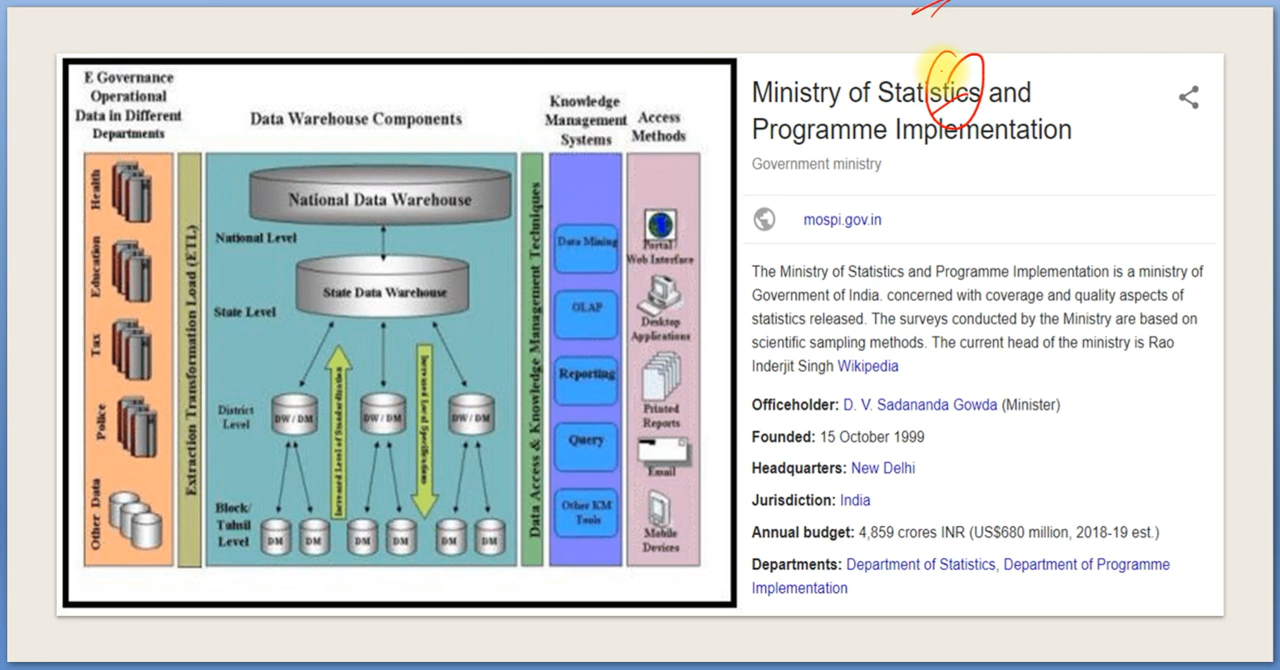 E Governance
Operational
Data in Different
Departments
Data Warehouse Components
Knowledge
Management
Systems
Access
Methods
Health
Education
Tax
Police
Other Data
Extraction Transformation Load (ETL)
National Data Warehouse
National Level
State Data Warehouse
State Level
District
Level
DW / DM
DW / DM
DW / DM
Increased Level of Standardization
Increased Local Specifications
Block/
Tahsil
Level
DM
DM
DM
DM
DM
DM
Data Access & Knowledge Management Techniques
Data Mining
OLAP
Reporting
Query
Other KM
Tools
Portal
Web Interface
Desktop
Applications
Printed
Reports
Email
Mobile
Devices
Ministry of Statistics and
Programme Implementation
Government ministry
mospi.gov.in
The Ministry of Statistics and Programme Implementation is a ministry of
Government of India. concerned with coverage and quality aspects of
statistics released. The surveys conducted by the Ministry are based on
scientific sampling methods. The current head of the ministry is Rao
Inderjit Singh Wikipedia
Officeholder: D. V. Sadananda Gowda (Minister)
Founded: 15 October 1999
Headquarters: New Delhi
Jurisdiction: India
Annual budget: 4,859 crores INR (US$680 million, 2018-19 est.)
Departments: Department of Statistics, Department of Programme
Implementation